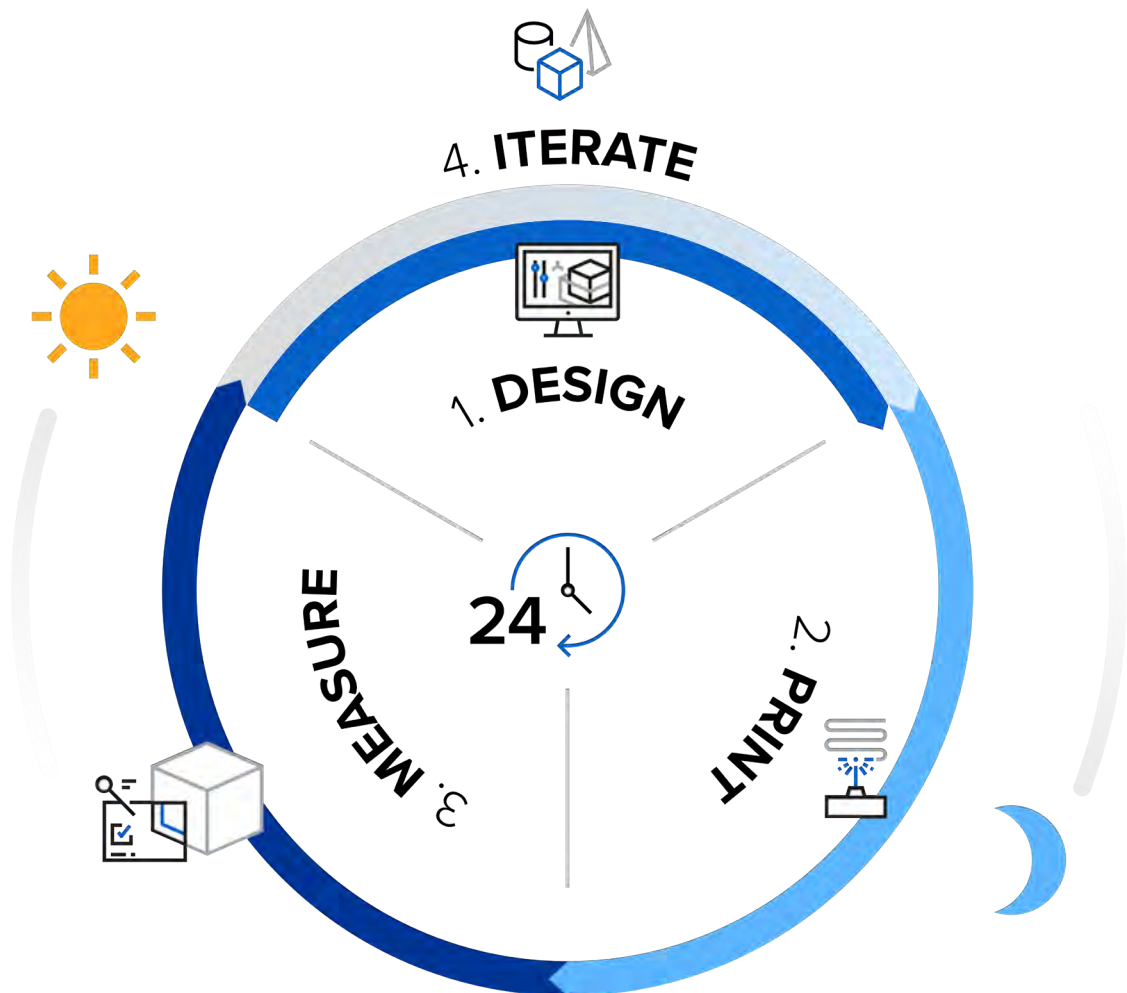 4. ITERATE
1. DESIGN
2. PRINT
3. MEASURE
24